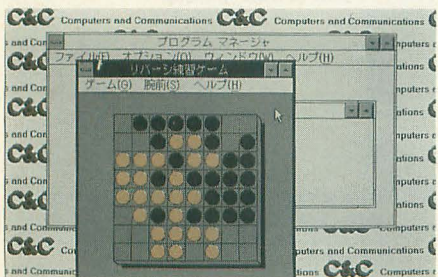 C&C Computers and Communications C&C Computers and Communications
プログラム マネージャ
ファイル(F) オプション(O) ウィンドウ(W) ヘルプ(H)
リバーシ練習ゲーム
ゲーム(G) 腕前(S) ヘルプ(H)
C&C
C&C
C&C
C&C
C&C